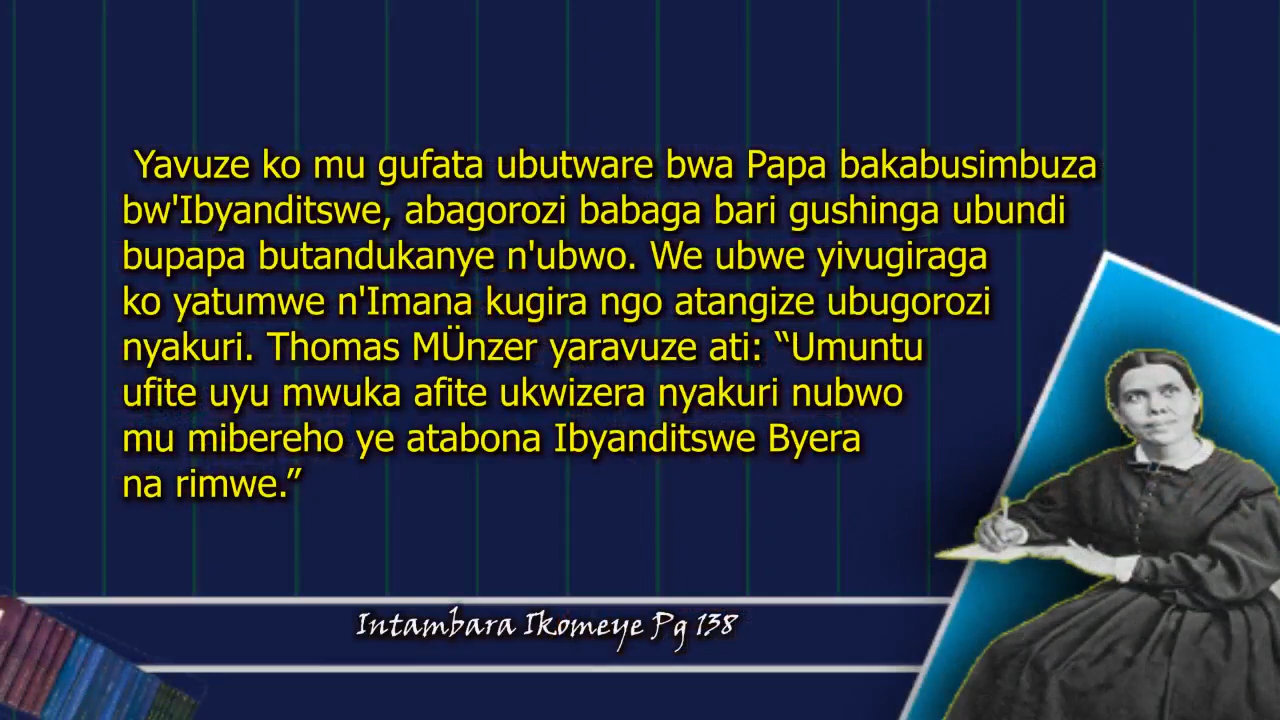 Yavuze ko mu gufata ubutware bwa Papa bakabusimbuza
bw'Ibyanditswe, abagorozi babaga bari gushinga ubundi
bupapa butandukanye n'ubwo. We ubwe yivugiraga
ko yatumwe n'Imana kugira ngo atangize ubugorozi
nyakuri. Thomas MÜnzer yaravuze ati: “Umuntu
ufite uyu mwuka afite ukwizera nyakuri nubwo
mu mibereho ye atabona Ibyanditswe Byera
na rimwe.”
Intambara Ikomeye Pg 138